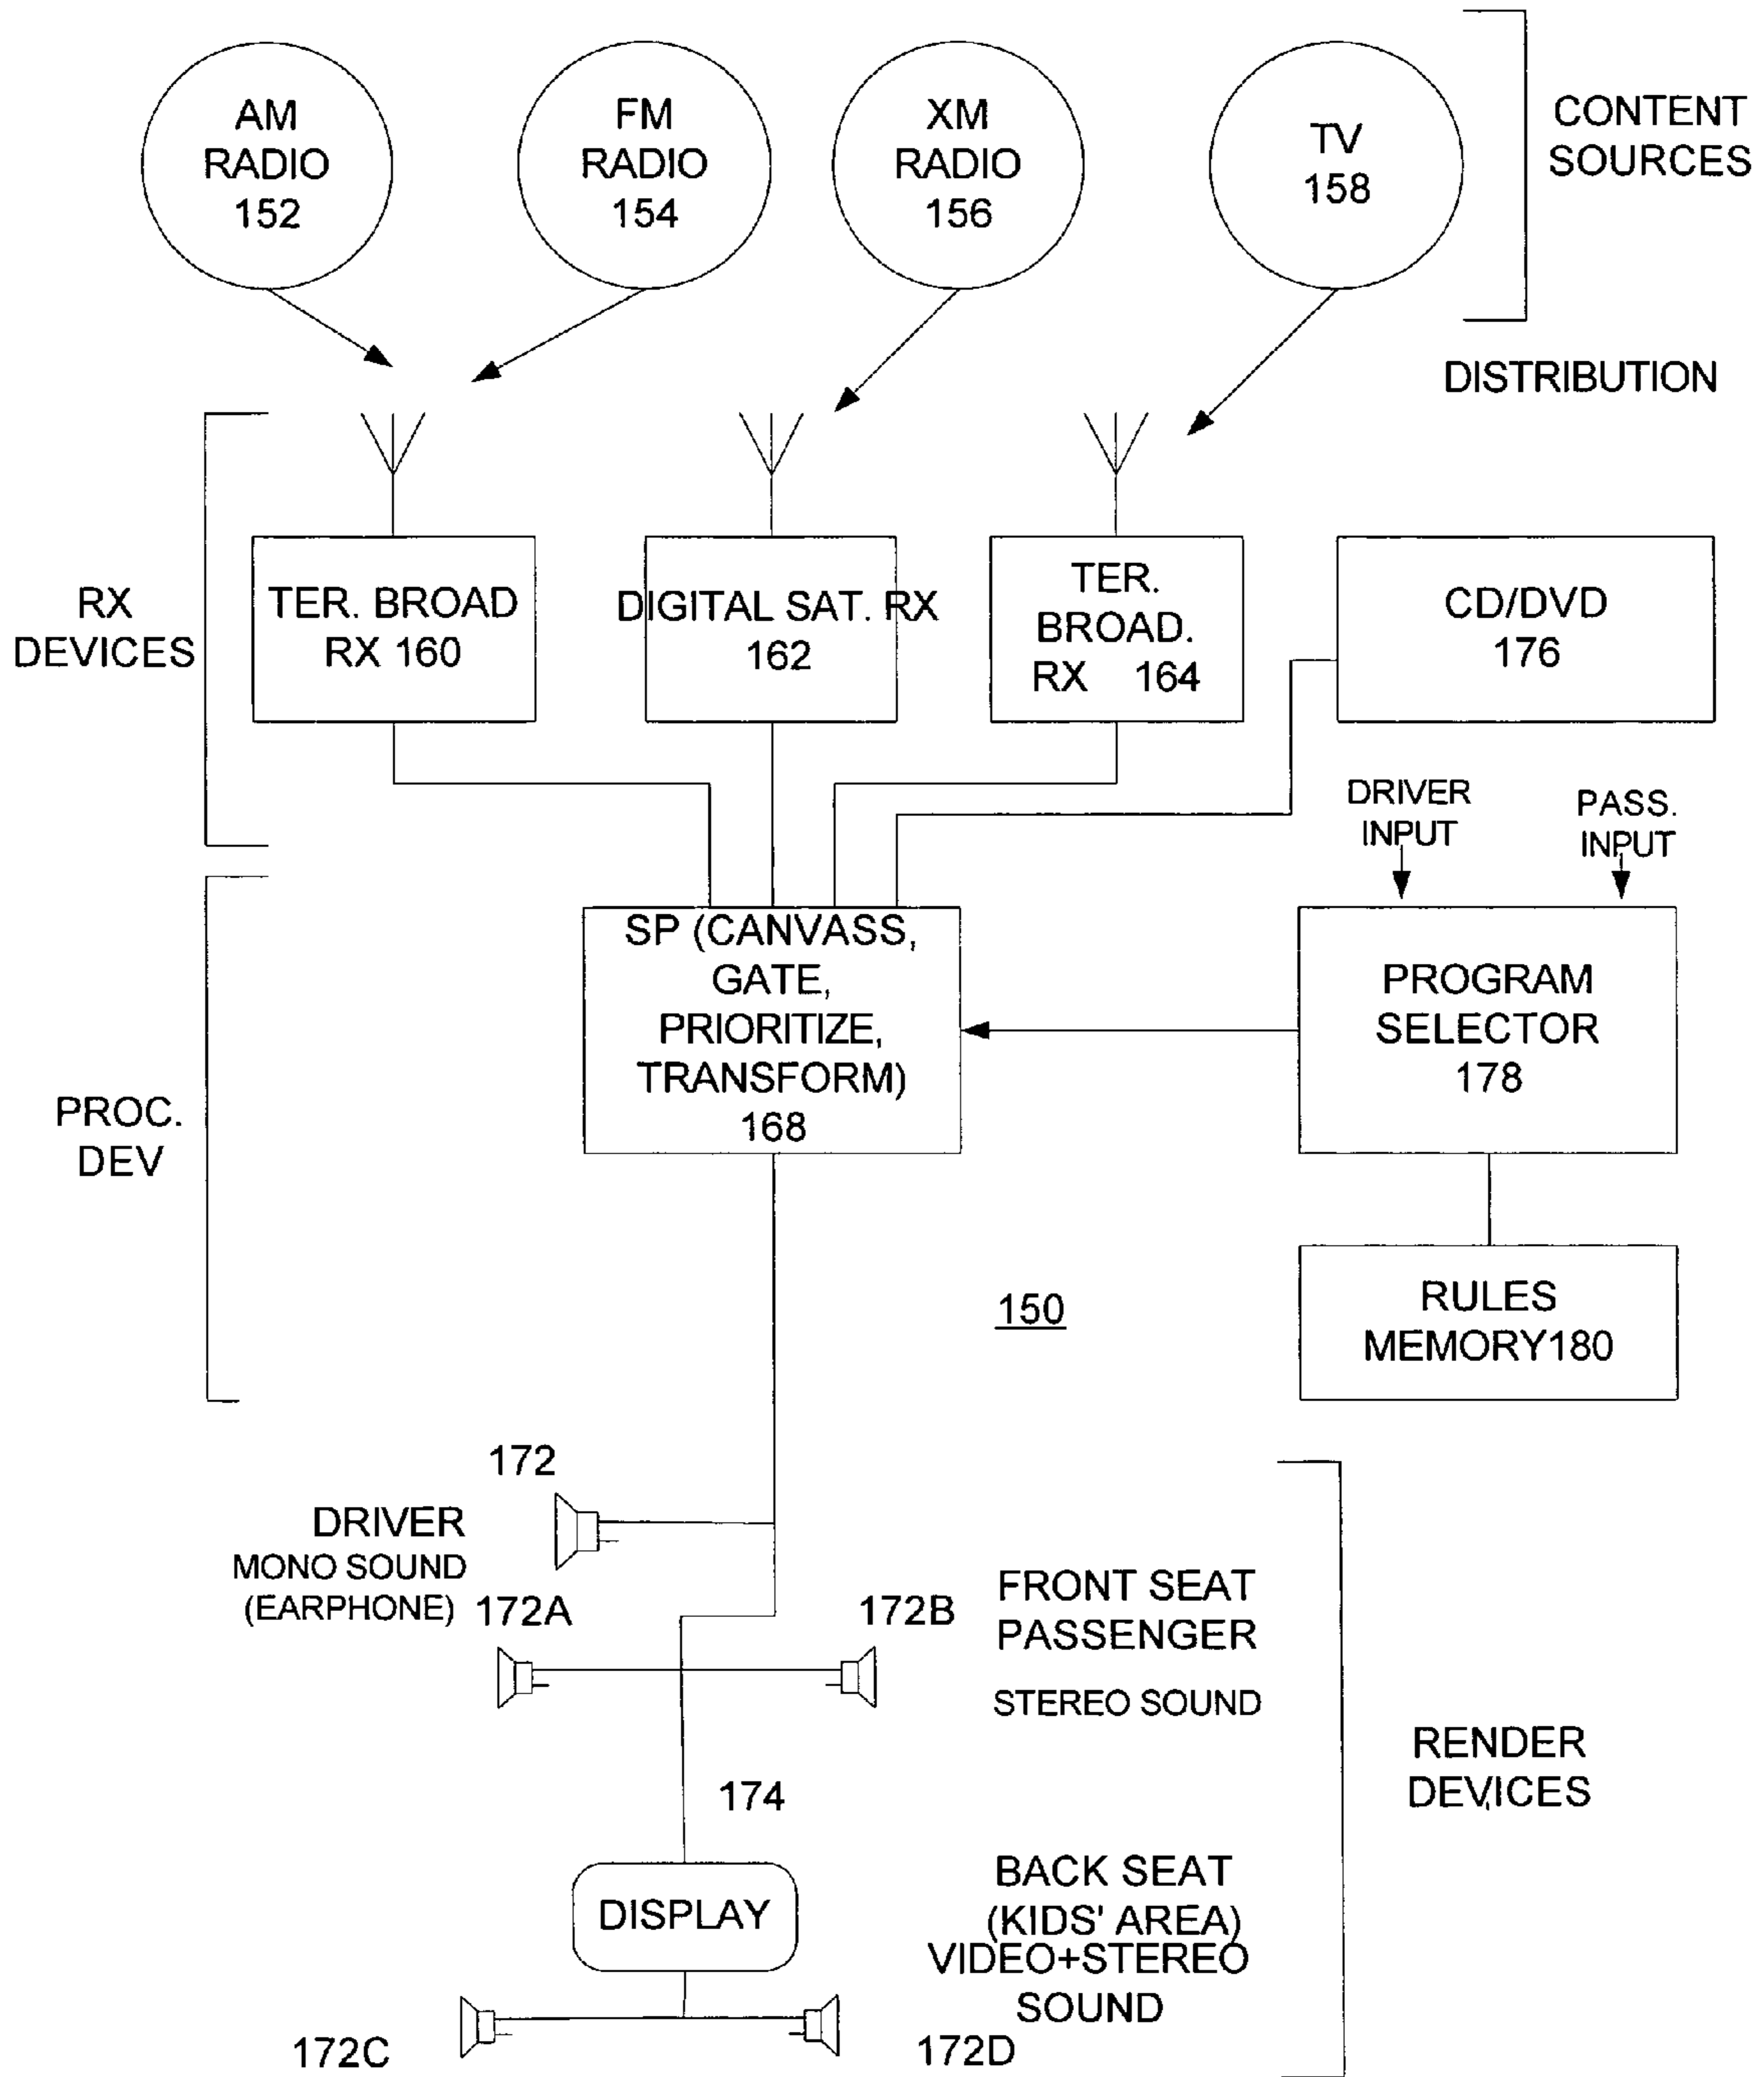 AM
RADIO
152
FM
RADIO
154
XM
RADIO
156
TV
158
CONTENT
SOURCES
DISTRIBUTION
RX
DEVICES
TER. BROAD
RX 160
DIGITAL SAT. RX
162
TER.
BROAD.
RX 164
CD/DVD
176
DRIVER
INPUT
PASS.
INPUT
PROC.
DEV
SP (CANVASS,
GATE,
PRIORITIZE,
TRANSFORM)
168
PROGRAM
SELECTOR
178
RULES
MEMORY180
150
172
DRIVER
MONO SOUND
(EARPHONE)
172A
172B
FRONT SEAT
PASSENGER
STEREO SOUND
174
RENDER
DEVICES
DISPLAY
BACK SEAT
(KIDS' AREA)
VIDEO+STEREO
SOUND
172C
172D